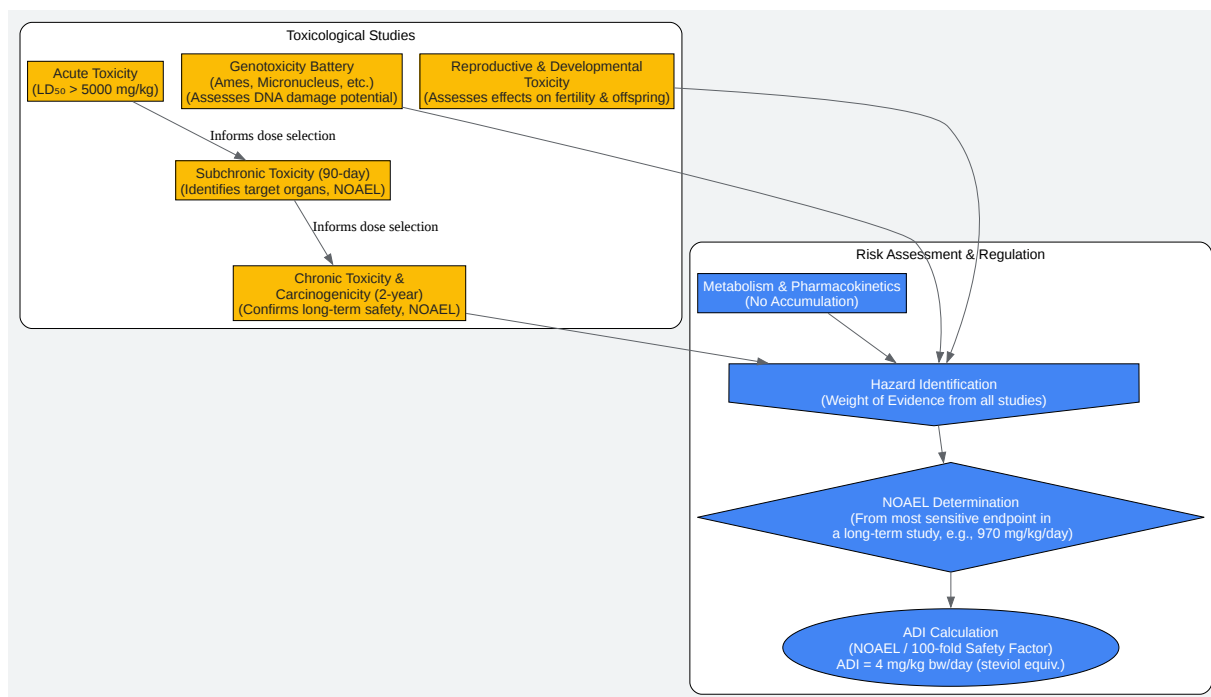 Toxicological Studies
Acute Toxicity
(LD₅₀ > 5000 mg/kg)
Genotoxicity Battery
(Ames, Micronucleus, etc.)
(Assesses DNA damage potential)
Reproductive & Developmental
Toxicity
(Assesses effects on fertility & offspring)
Informs dose selection
Subchronic Toxicity (90-day)
(Identifies target organs, NOAEL)
Informs dose selection
Chronic Toxicity &
Carcinogenicity (2-year)
(Confirms long-term safety, NOAEL)
Risk Assessment & Regulation
Metabolism & Pharmacokinetics
(No Accumulation)
Hazard Identification
(Weight of Evidence from all studies)
NOAEL Determination
(From most sensitive endpoint in
a long-term study, e.g., 970 mg/kg/day)
ADI Calculation
(NOAEL / 100-fold Safety Factor)
ADI = 4 mg/kg bw/day (steviol equiv.)